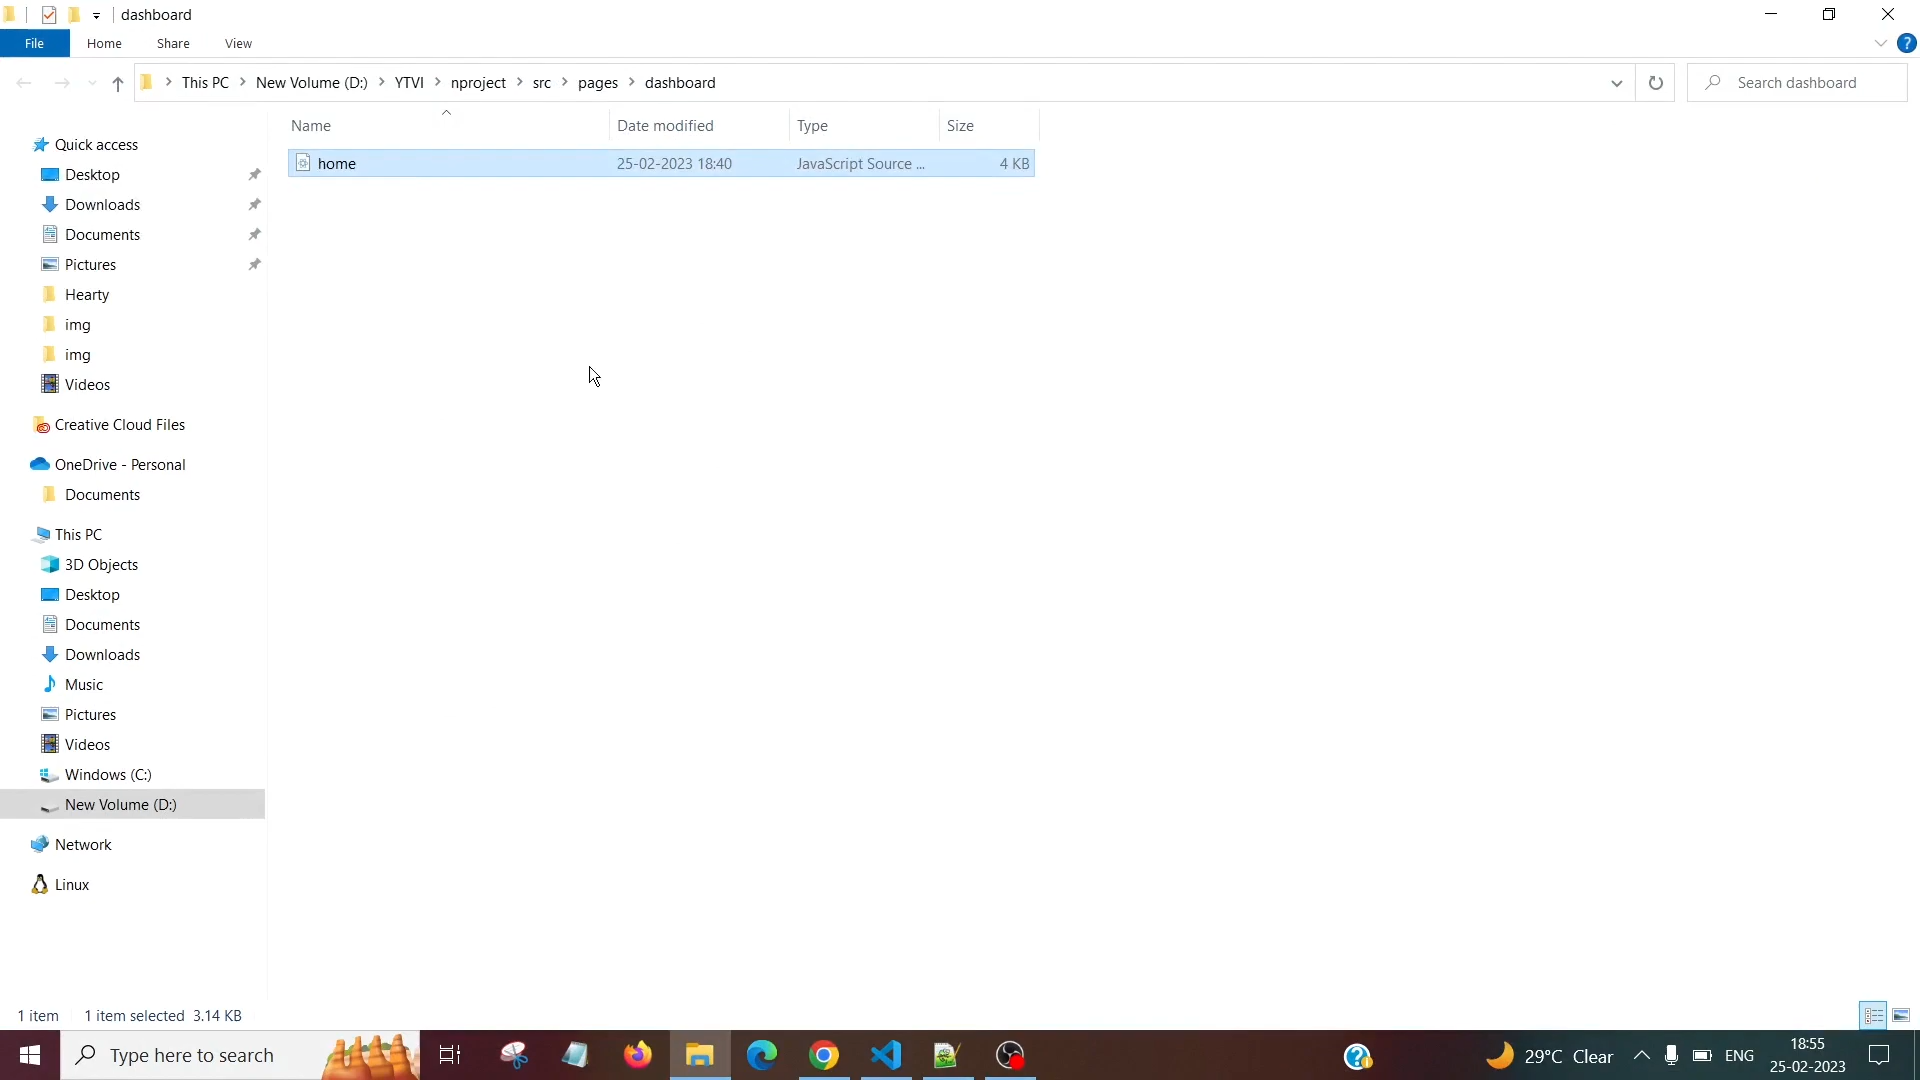 dashboard
File Home Share View
This PC New Volume (D:) YTVI nproject src pages dashboard
Search dashboard
Name Date modified Type Size
home 25-02-2023 18:40 JavaScript Source ... 4 KB
Quick access
Desktop
Downloads
Documents
Pictures
Hearty
img
img
Videos
Creative Cloud Files
OneDrive - Personal
Documents
This PC
3D Objects
Desktop
Documents
Downloads
Music
Pictures
Videos
Windows (C:)
New Volume (D:)
Network
Linux
1 item 1 item selected 3.14 KB
Type here to search
29°C Clear
ENG
18:55
25-02-2023